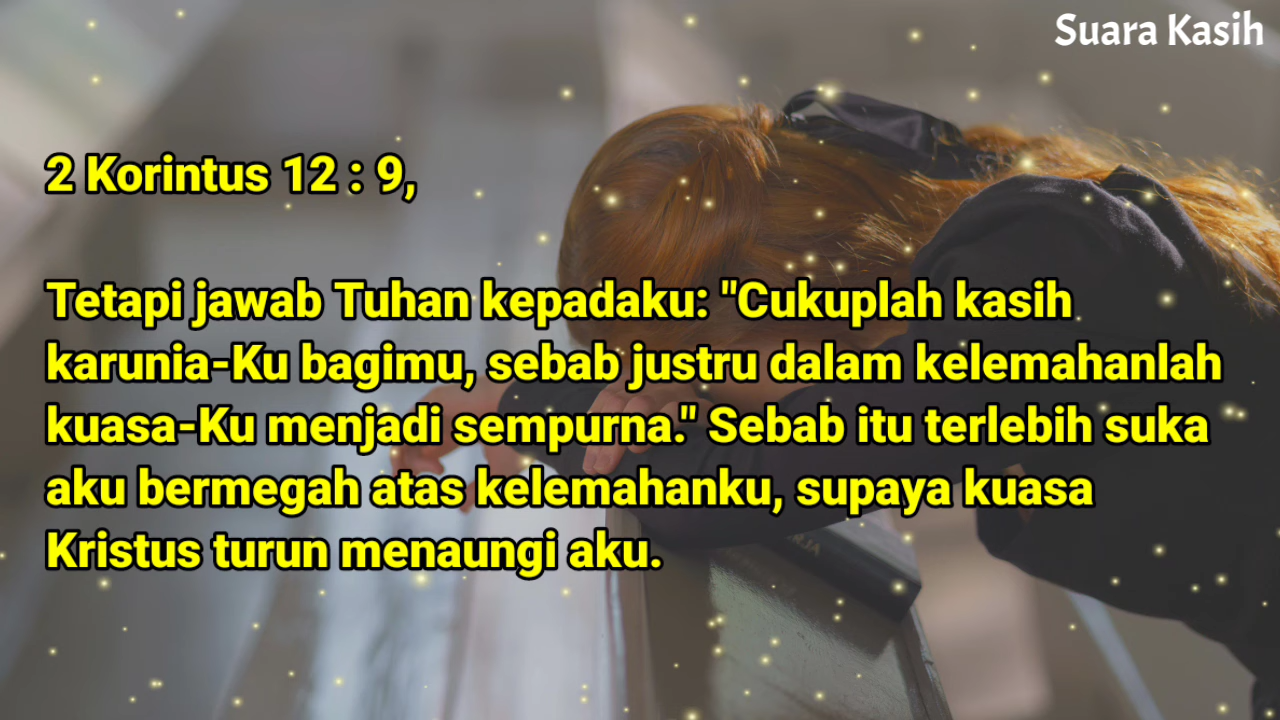 Suara Kasih
2 Korintus 12 : 9,
Tetapi jawab Tuhan kepadaku: "Cukuplah kasih
karunia-Ku bagimu, sebab justru dalam kelemahanlah
kuasa-Ku menjadi sempurna." Sebab itu terlebih suka
aku bermegah atas kelemahanku, supaya kuasa
Kristus turun menaungi aku.